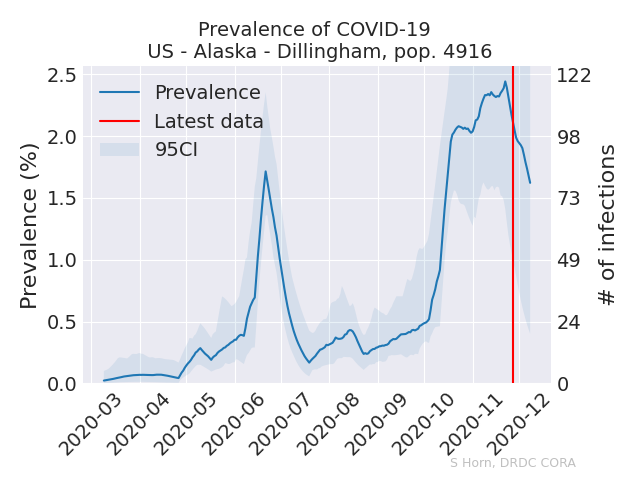 Prevalence of COVID-19
US - Alaska - Dillingham, pop. 4916
2.5
2.0
1.5
1.0
0.5
0.0
Prevalence (%)
Prevalence
Latest data
95CI
122
98
73
49
24
0
# of infections
2020-03
2020-04
2020-05
2020-06
2020-07
2020-08
2020-09
2020-10
2020-11
2020-12
S Horn, DRDC CORA